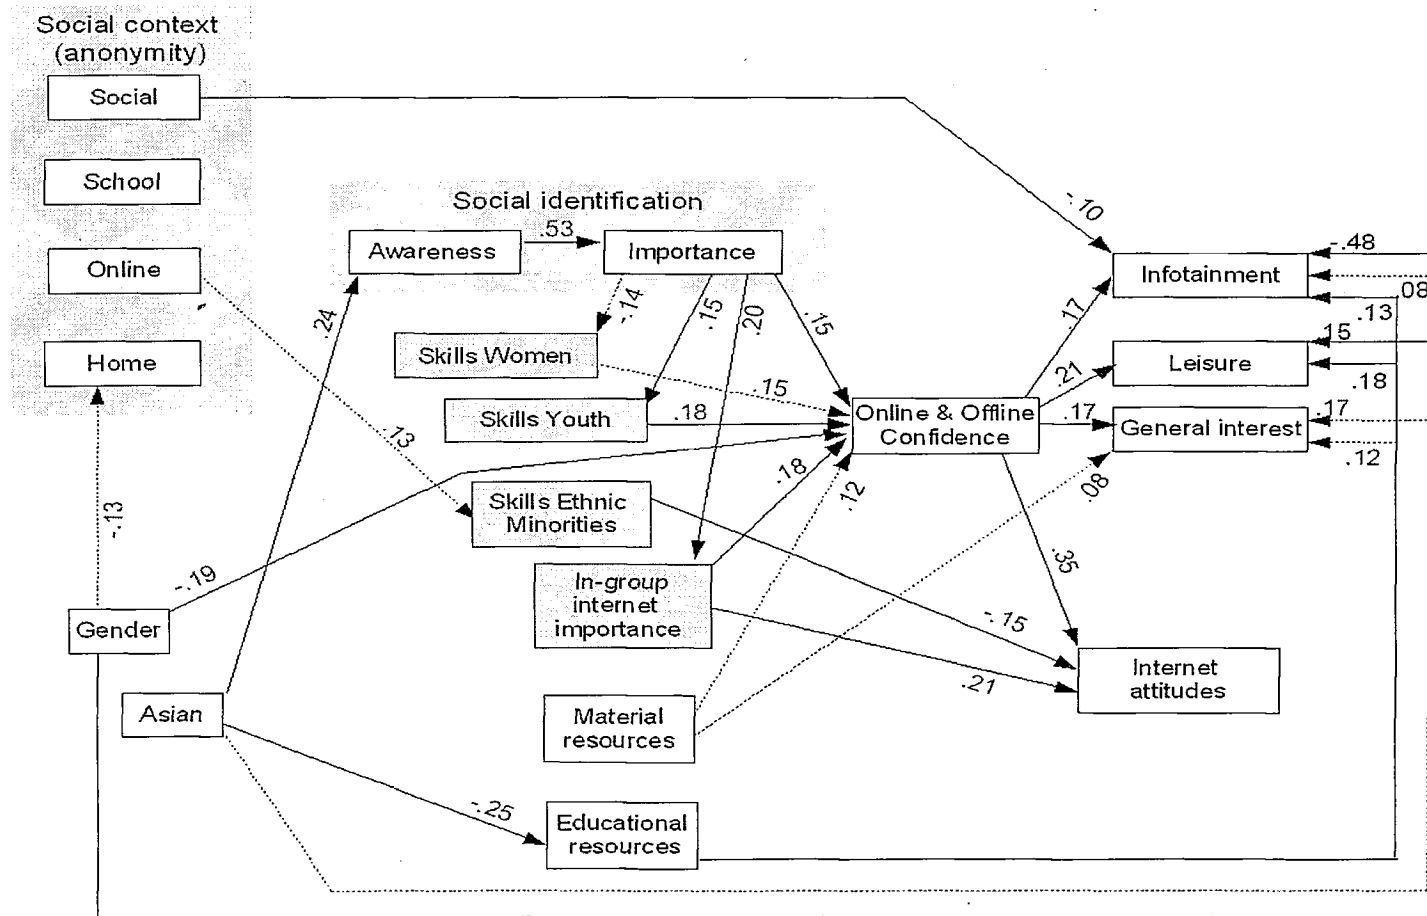 Social context
(anonymity)
Social
School
Online
Home
Social identification
Awareness
.53
Importance
-.10
-.48
Infotainment
.08
.13
.24
-.14
.15
.20
.15
.17
Skills Women
.15
Leisure
.15
.21
.18
Skills Youth
.18
Online & Offline
Confidence
.17
General interest
.17
.12
.13
Skills Ethnic
Minorities
.18
.12
.08
-.13
-.19
In-group
internet
importance
.35
-.15
Gender
.21
Internet
attitudes
Asian
Material
resources
-.25
Educational
resources